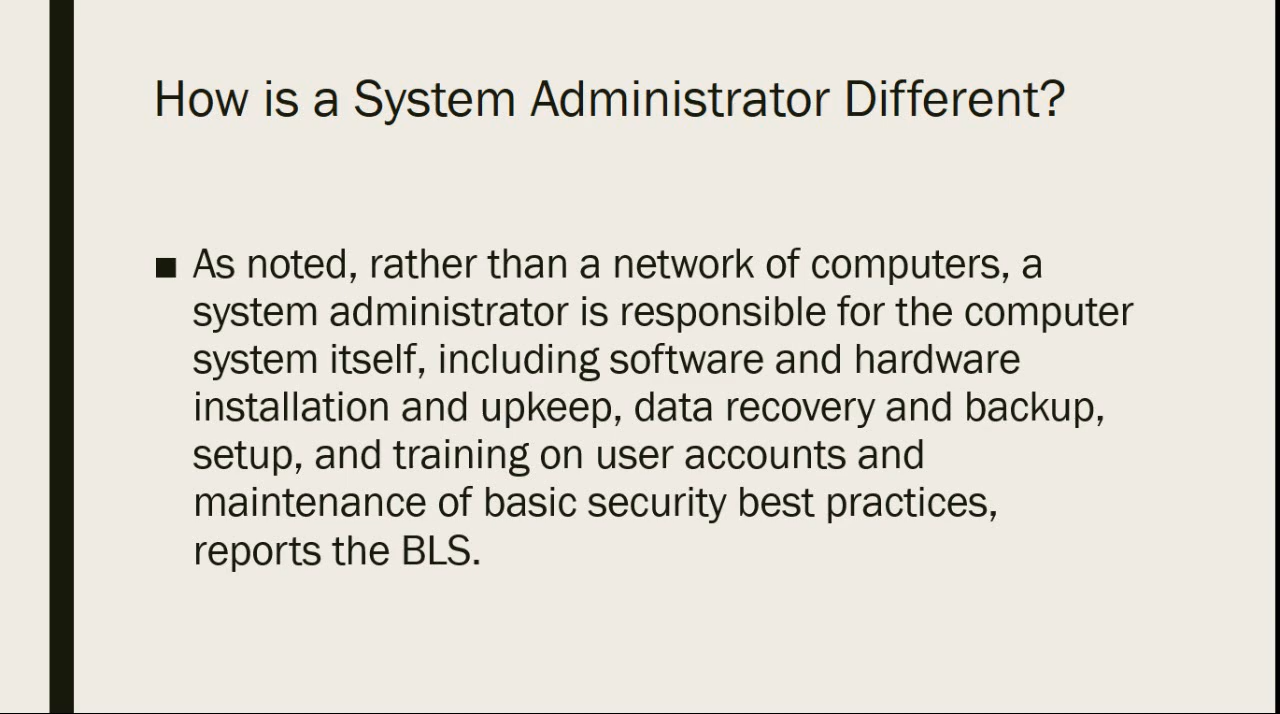 How is a System Administrator Different?
■ As noted, rather than a network of computers, a
system administrator is responsible for the computer
system itself, including software and hardware
installation and upkeep, data recovery and backup,
setup, and training on user accounts and
maintenance of basic security best practices,
reports the BLS.